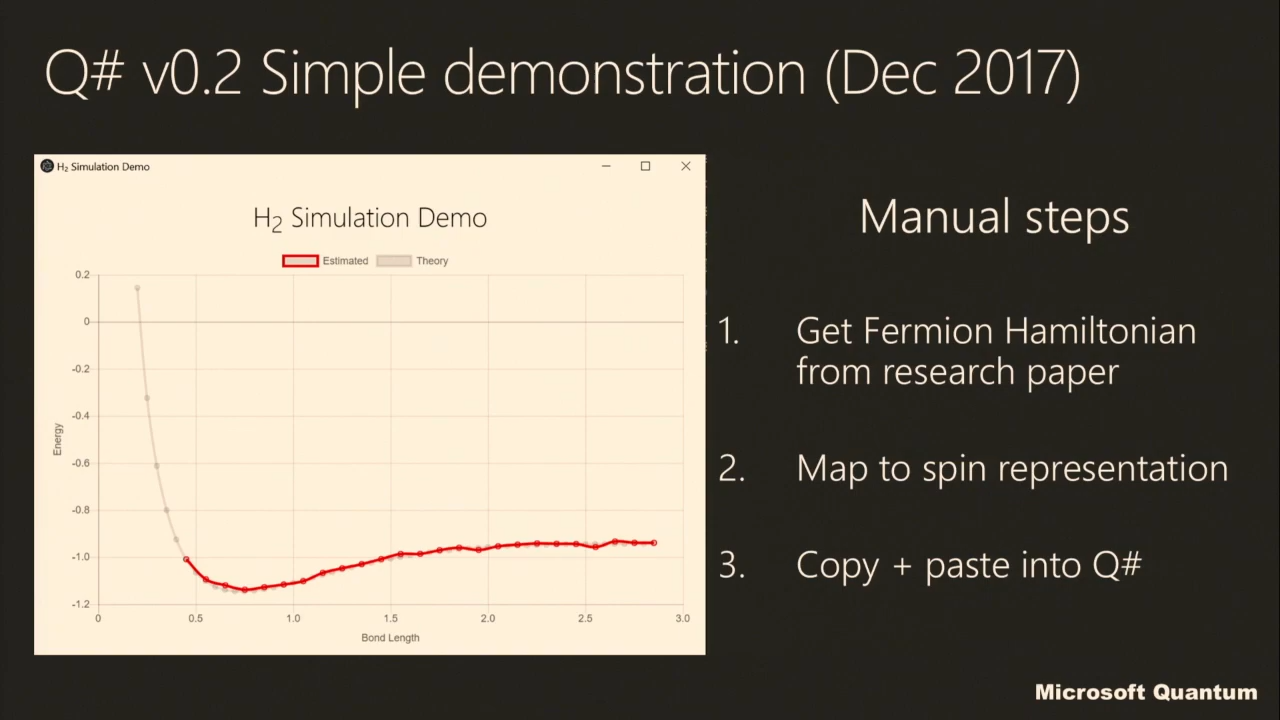 Q# v0.2 Simple demonstration (Dec 2017)
H₂ Simulation Demo
H₂ Simulation Demo
Estimated Theory
0.2
0
-0.2
-0.4
-0.6
-0.8
-1.0
-1.2
Energy
0 0.5 1.0 1.5 2.0 2.5 3.0
Bond Length
Manual steps
1. Get Fermion Hamiltonian
from research paper
2. Map to spin representation
3. Copy + paste into Q#
Microsoft Quantum